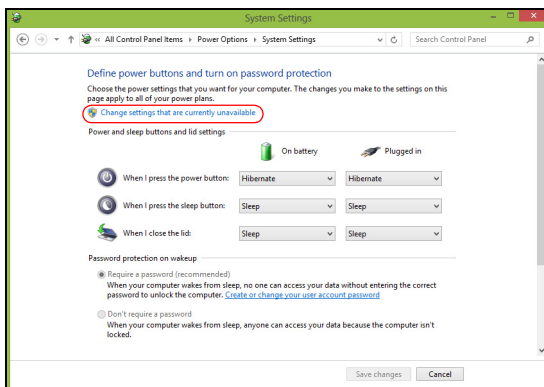 System Settings
« All Control Panel Items ▸ Power Options ▸ System Settings
Search Control Panel
Define power buttons and turn on password protection
Choose the power settings that you want for your computer. The changes you make to the settings on this
page apply to all of your power plans.
Change settings that are currently unavailable
Power and sleep buttons and lid settings
On battery Plugged in
When I press the power button: Hibernate Hibernate
When I press the sleep button: Sleep Sleep
When I close the lid: Sleep Sleep
Password protection on wakeup
Require a password (recommended)
When your computer wakes from sleep, no one can access your data without entering the correct
password to unlock the computer. Create or change your user account password
Don't require a password
When your computer wakes from sleep, anyone can access your data because the computer isn't
locked.
Save changes Cancel